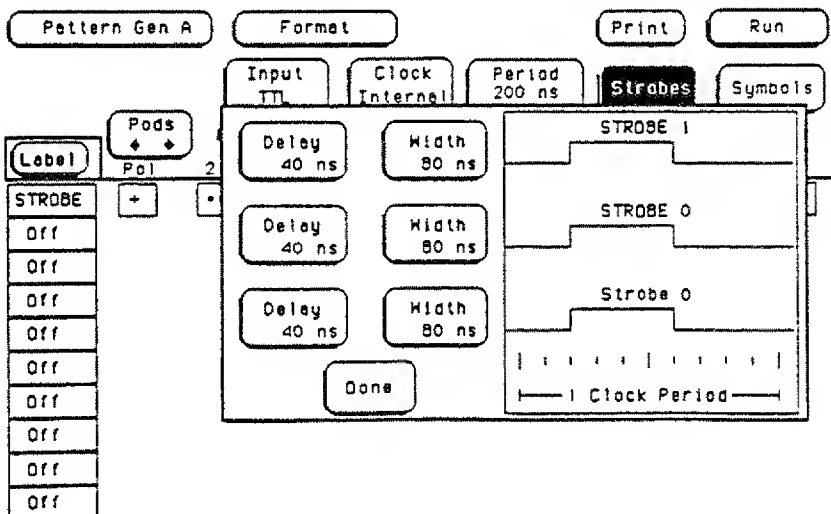 Pattern Gen A
Format
Print
Run
Input
TTL
Clock
Internal
Period
200 ns
Strobes
Symbols
Label
Pods
Pol
2
STROBE
+
Off
Off
Off
Off
Off
Off
Off
Off
Off
Delay
40 ns
Width
80 ns
STROBE 1
Delay
40 ns
Width
80 ns
STROBE 0
Delay
40 ns
Width
80 ns
Strobe 0
Done
1 Clock Period